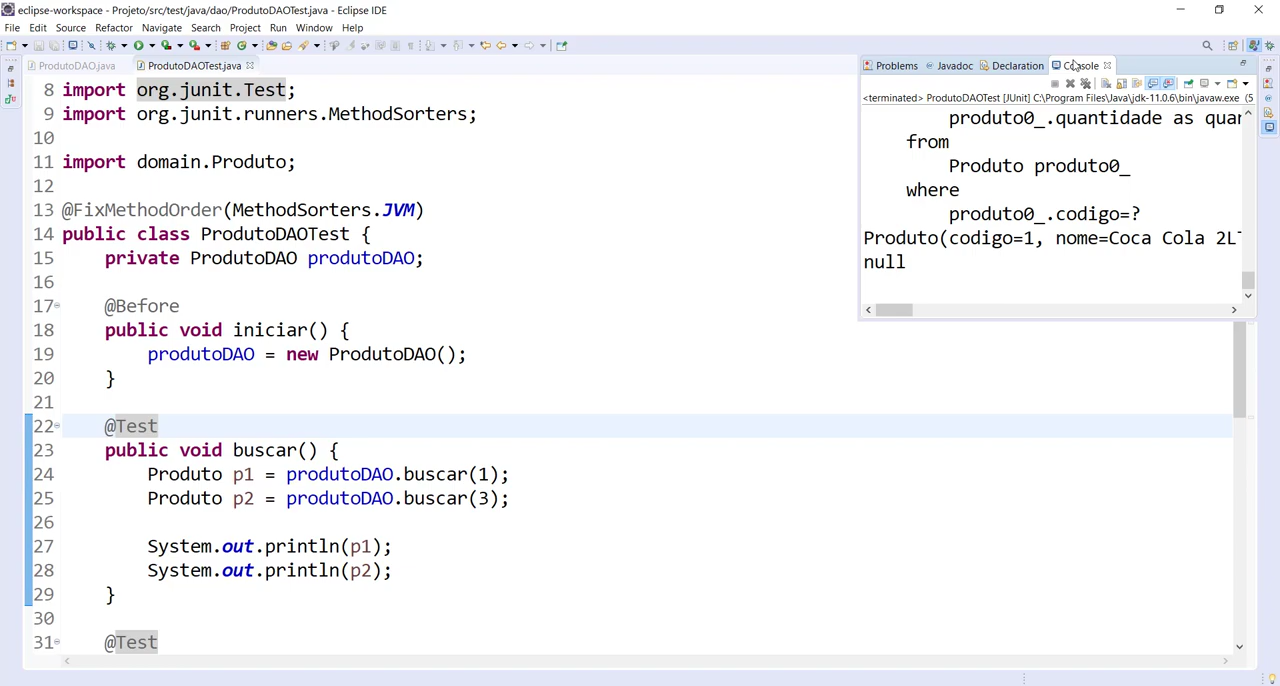 eclipse-workspace - Projeto/src/test/java/dao/ProdutoDAOTest.java - Eclipse IDE
File Edit Source Refactor Navigate Search Project Run Window Help
ProdutoDAO.java ProdutoDAOTest.java
8 import org.junit.Test;
9 import org.junit.runners.MethodSorters;
10
11 import domain.Produto;
12
13 @FixMethodOrder(MethodSorters.JVM)
14 public class ProdutoDAOTest {
15 private ProdutoDAO produtoDAO;
16
17 @Before
18 public void iniciar() {
19 produtoDAO = new ProdutoDAO();
20 }
21
22 @Test
23 public void buscar() {
24 Produto p1 = produtoDAO.buscar(1);
25 Produto p2 = produtoDAO.buscar(3);
26
27 System.out.println(p1);
28 System.out.println(p2);
29 }
30
31 @Test
Problems Javadoc Declaration Console
<terminated> ProdutoDAOTest [JUnit] C:\Program Files\Java\jdk-11.0.6\bin\javaw.exe (5
produto0_.quantidade as quar
from
Produto produto0_
where
produto0_.codigo=?
Produto(codigo=1, nome=Coca Cola 2LT
null